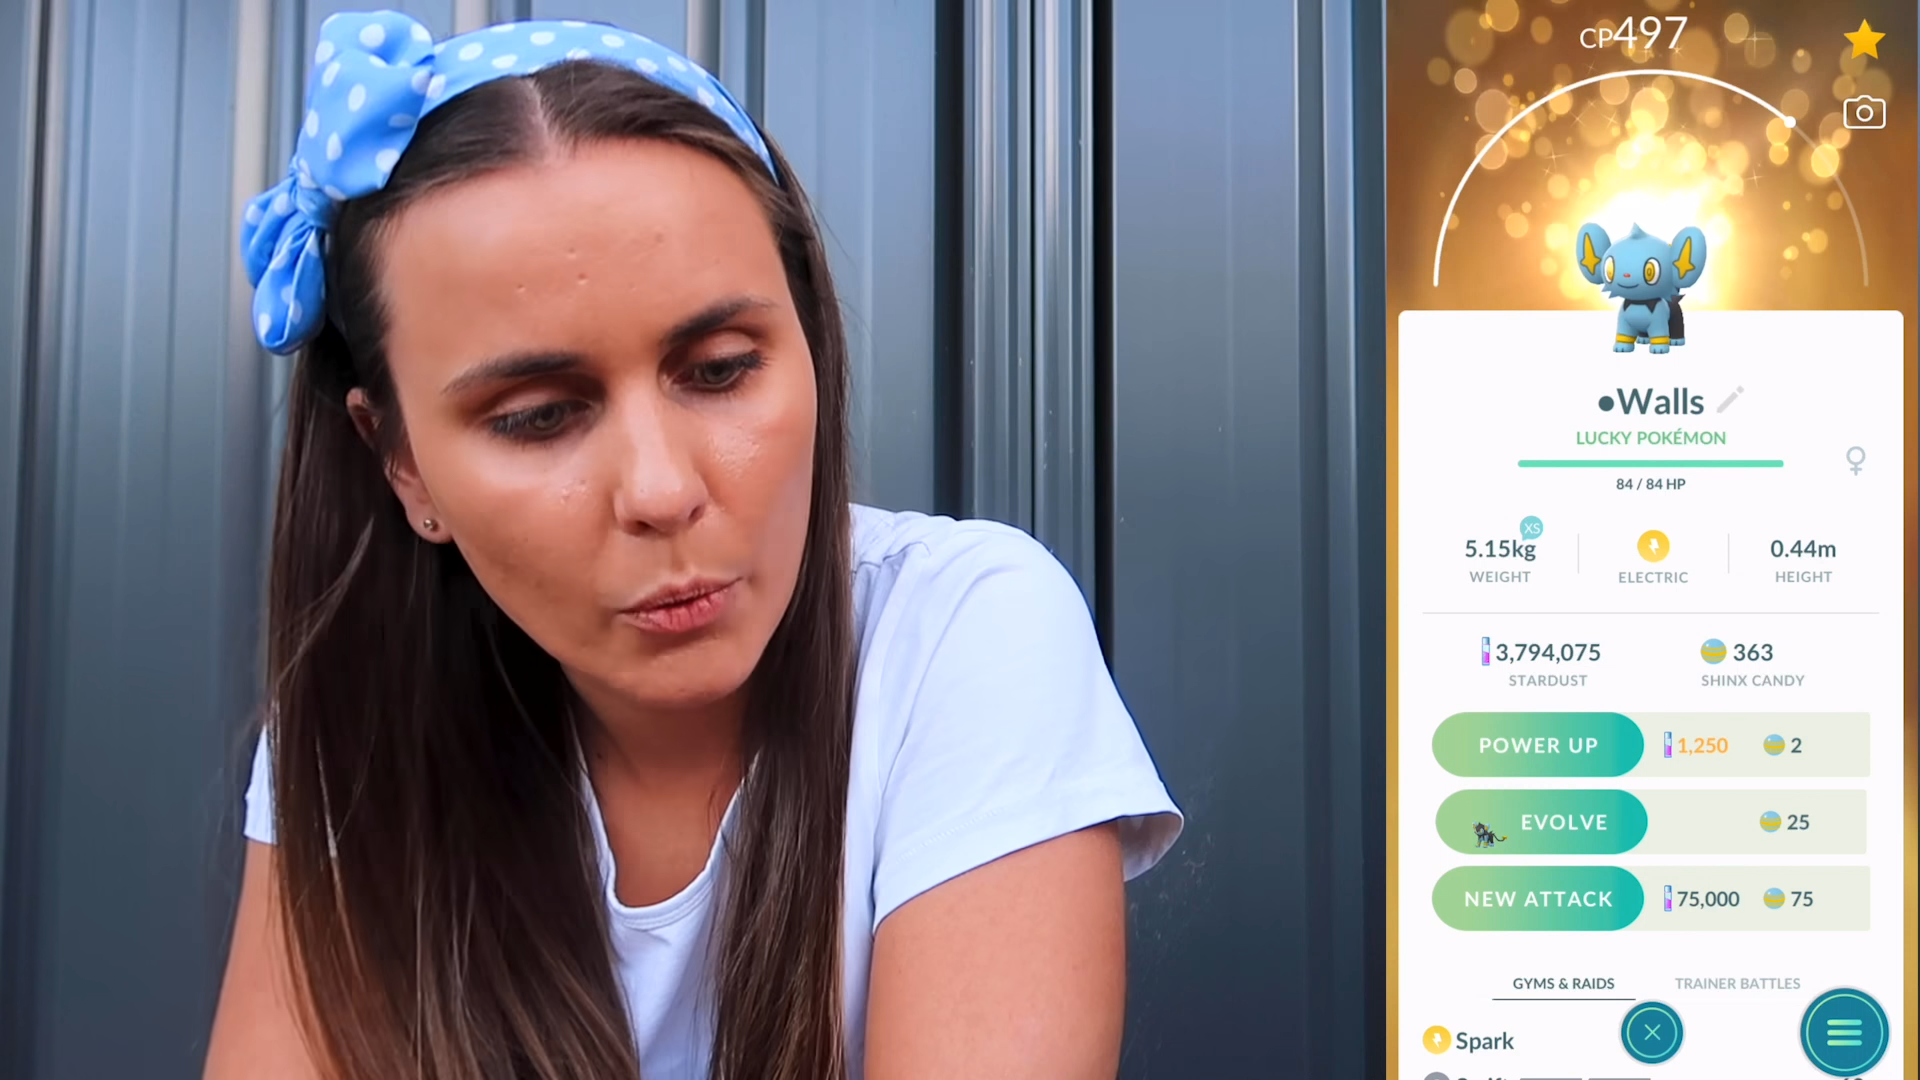 CP497
•Walls
LUCKY POKÉMON
84 / 84 HP
XS
5.15kg
WEIGHT
ELECTRIC
0.44m
HEIGHT
3,794,075
STARDUST
363
SHINX CANDY
POWER UP 1,250 2
EVOLVE 25
NEW ATTACK 75,000 75
GYMS & RAIDS TRAINER BATTLES
Spark